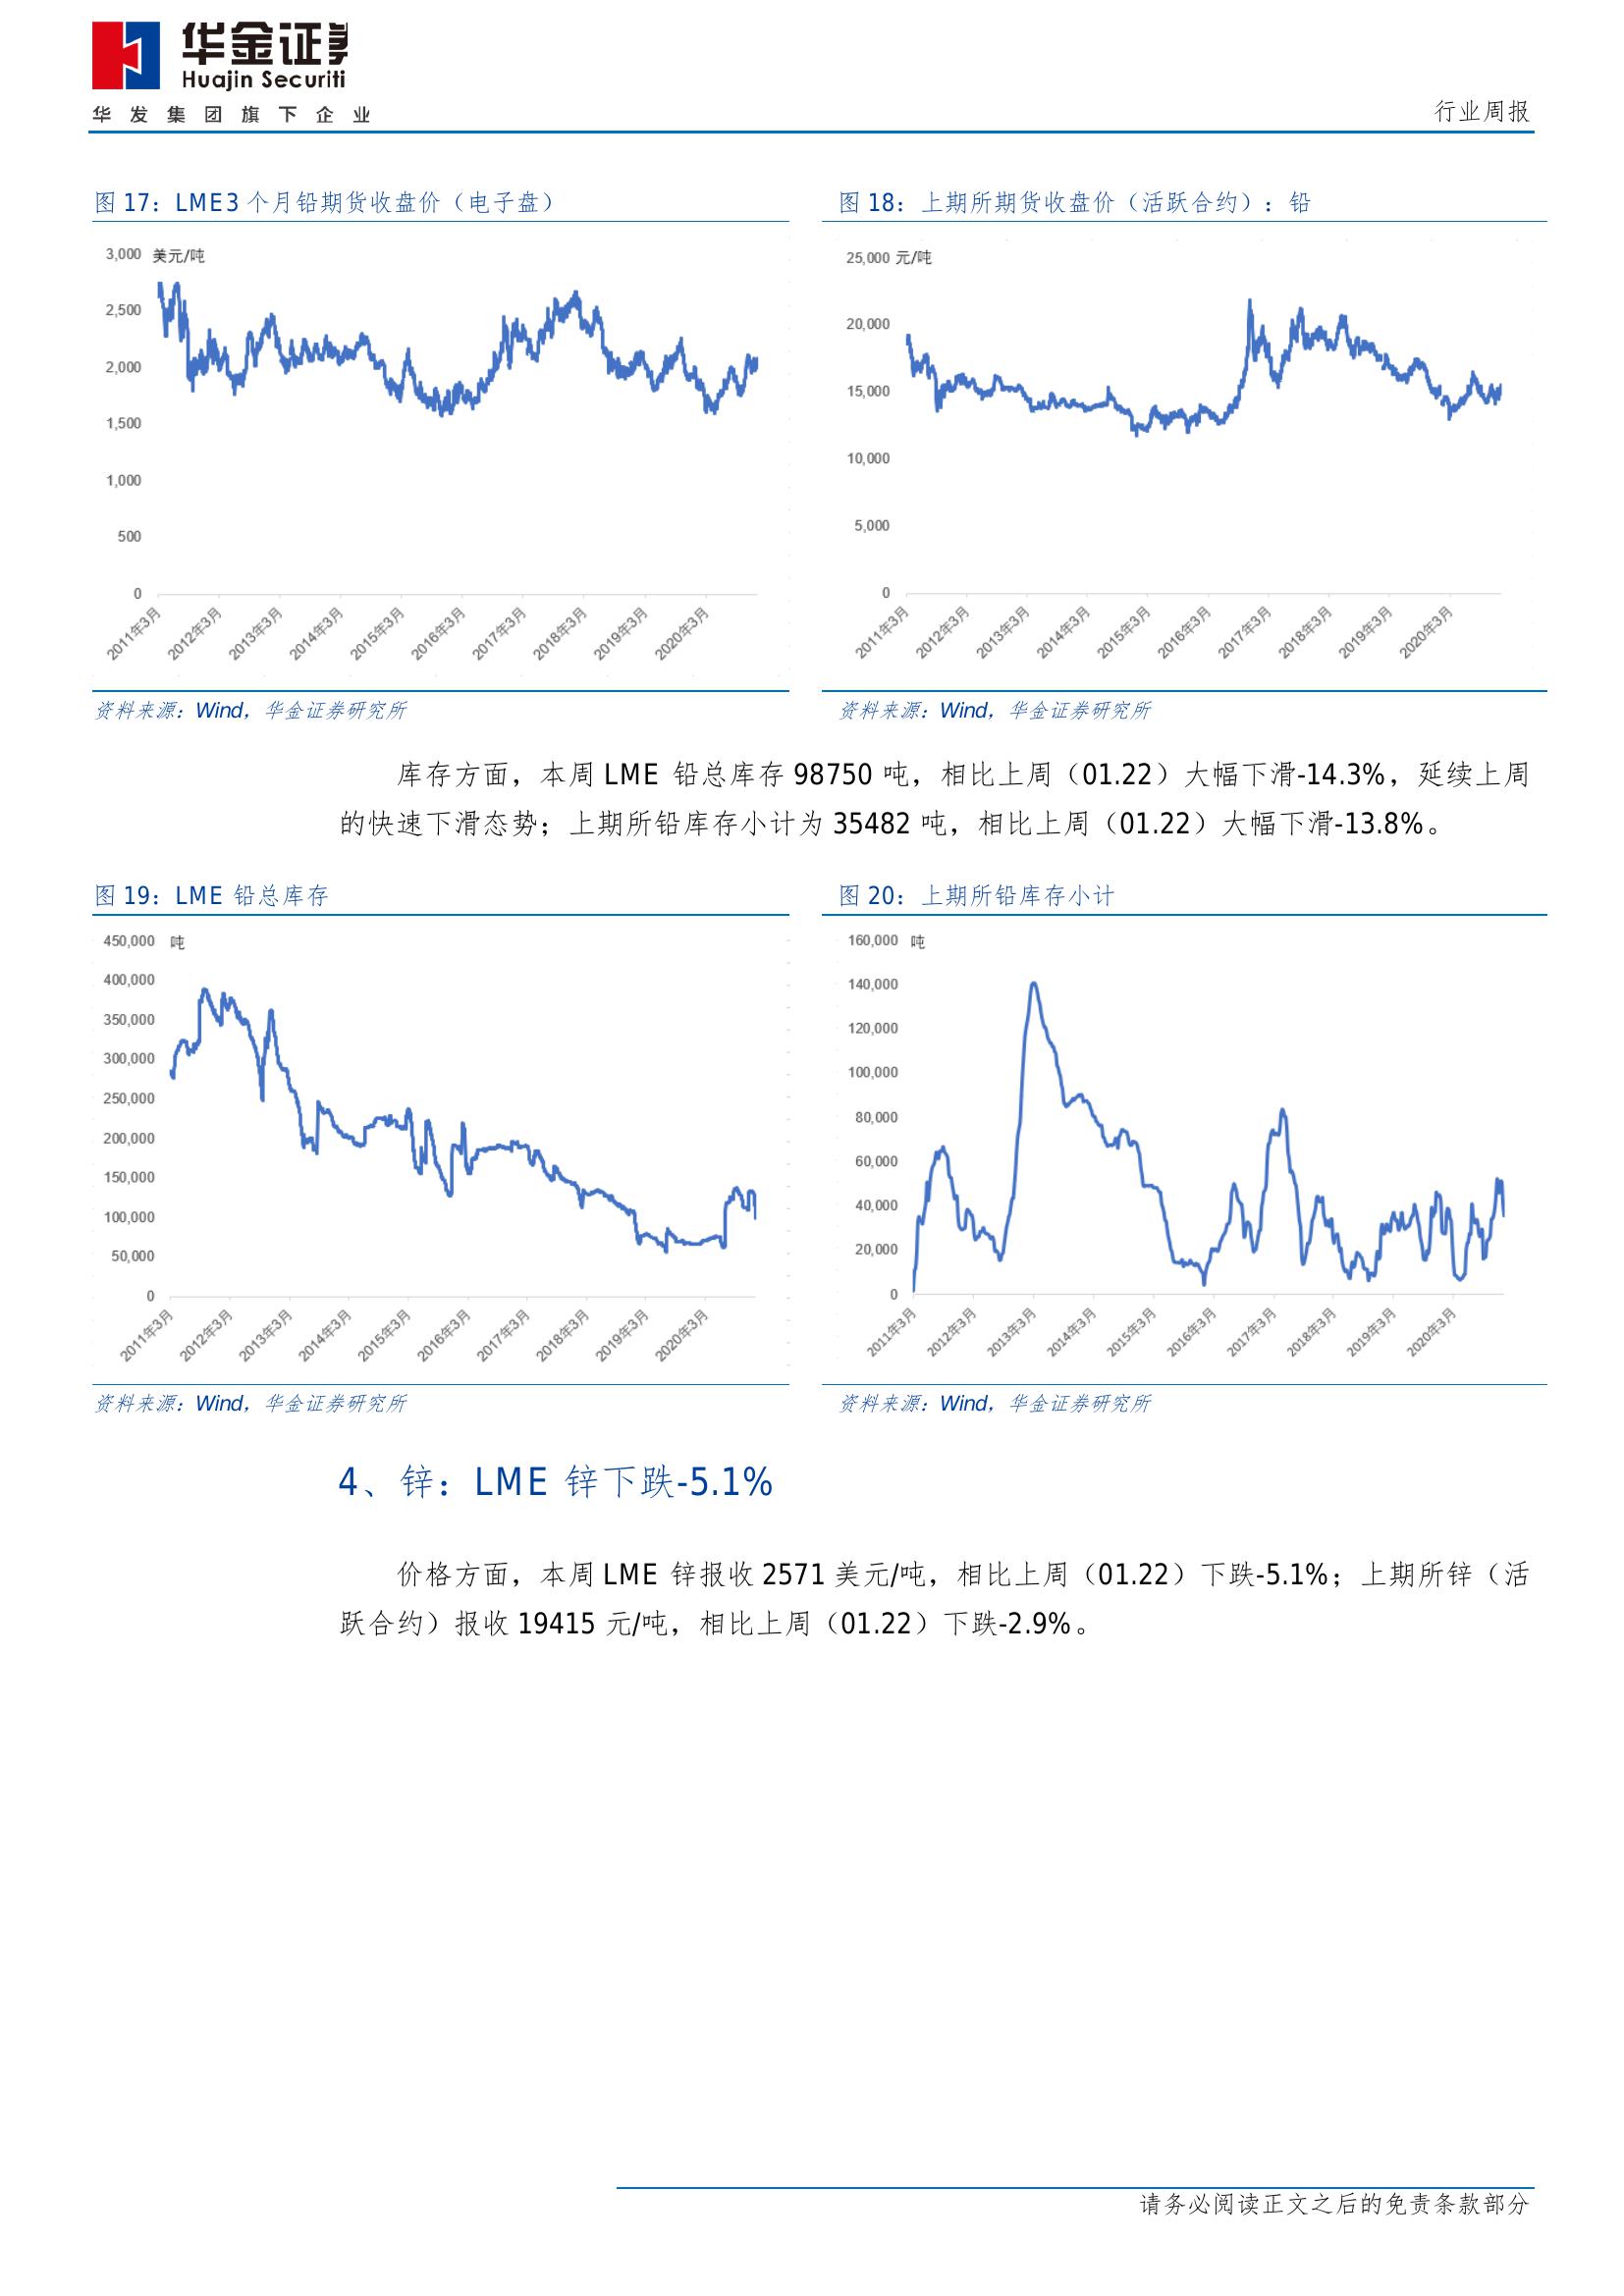 华金证
Huajin Securiti
华发集团旗下企业
行业周报
图 17：LME3 个月铅期货收盘价（电子盘）
3,000 美元/吨
2,500
2,000
1,500
1,000
500
0
2011年3月 2012年3月 2013年3月 2014年3月 2015年3月 2016年3月 2017年3月 2018年3月 2019年3月 2020年3月
资料来源：Wind，华金证券研究所
图 18：上期所期货收盘价（活跃合约）：铅
25,000 元/吨
20,000
15,000
10,000
5,000
0
2011年3月 2012年3月 2013年3月 2014年3月 2015年3月 2016年3月 2017年3月 2018年3月 2019年3月 2020年3月
资料来源：Wind，华金证券研究所
库存方面，本周 LME 铅总库存 98750 吨，相比上周（01.22）大幅下滑-14.3%，延续上周
的快速下滑态势；上期所铅库存小计为 35482 吨，相比上周（01.22）大幅下滑-13.8%。
图 19：LME 铅总库存
450,000 吨
400,000
350,000
300,000
250,000
200,000
150,000
100,000
50,000
0
2011年3月 2012年3月 2013年3月 2014年3月 2015年3月 2016年3月 2017年3月 2018年3月 2019年3月 2020年3月
资料来源：Wind，华金证券研究所
图 20：上期所铅库存小计
160,000 吨
140,000
120,000
100,000
80,000
60,000
40,000
20,000
0
2011年3月 2012年3月 2013年3月 2014年3月 2015年3月 2016年3月 2017年3月 2018年3月 2019年3月 2020年3月
资料来源：Wind，华金证券研究所
4、锌：LME 锌下跌-5.1%
价格方面，本周 LME 锌报收 2571 美元/吨，相比上周（01.22）下跌-5.1%；上期所锌（活
跃合约）报收 19415 元/吨，相比上周（01.22）下跌-2.9%。
请务必阅读正文之后的免责条款部分